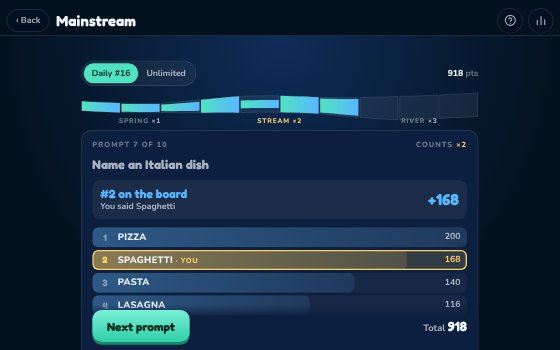 ‹ Back
Mainstream
Daily #16
Unlimited
918 pts
SPRING ×1
STREAM ×2
RIVER ×3
PROMPT 7 OF 10
COUNTS ×2
Name an Italian dish
#2 on the board
You said Spaghetti
+168
1 PIZZA 200
2 SPAGHETTI · YOU 168
3 PASTA 140
4 LASAGNA 116
Next prompt
Total 918